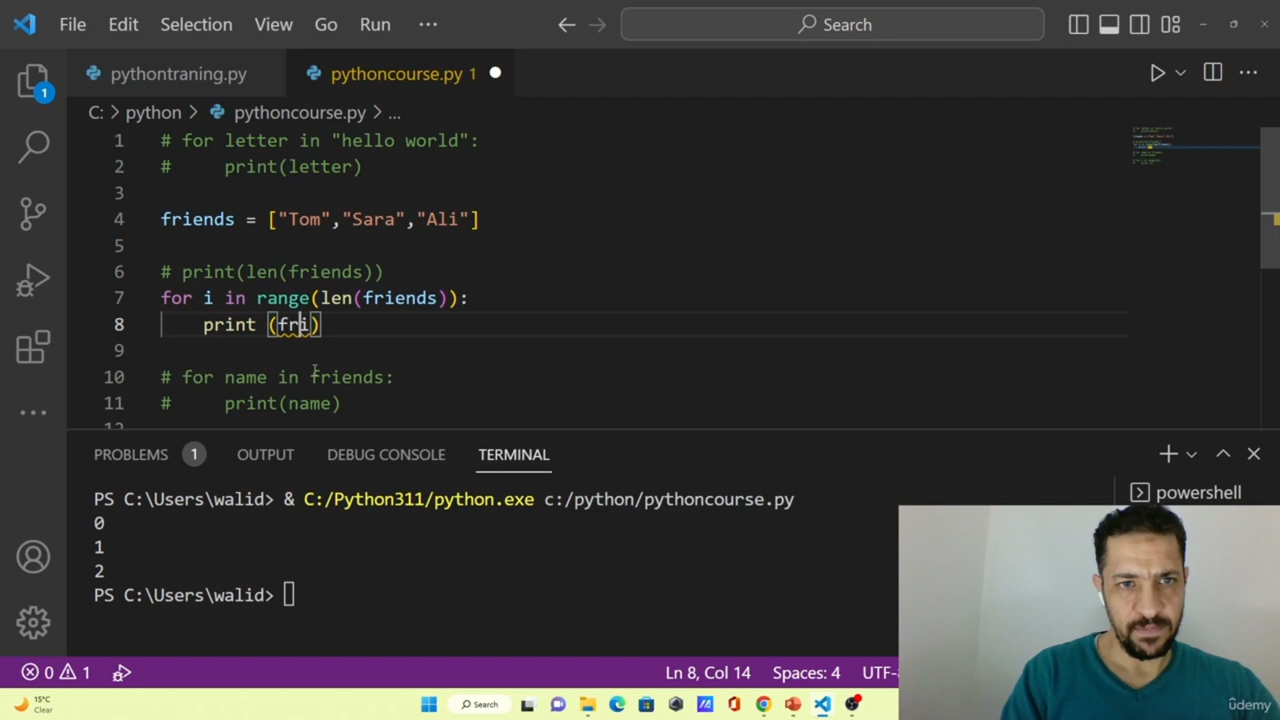 File Edit Selection View Go Run ··· Search
pythontraning.py pythoncourse.py 1
C: > python > pythoncourse.py > ...
1 # for letter in "hello world":
2 #     print(letter)
3
4 friends = ["Tom","Sara","Ali"]
5
6 # print(len(friends))
7 for i in range(len(friends)):
8     print (fri)
9
10 # for name in friends:
11 #     print(name)
PROBLEMS 1 OUTPUT DEBUG CONSOLE TERMINAL
PS C:\Users\walid> & C:/Python311/python.exe c:/python/pythoncourse.py
powershell
0
1
2
PS C:\Users\walid>
0 1 Ln 8, Col 14 Spaces: 4 UTF-8
15°C
Clear
Search
ûdemy